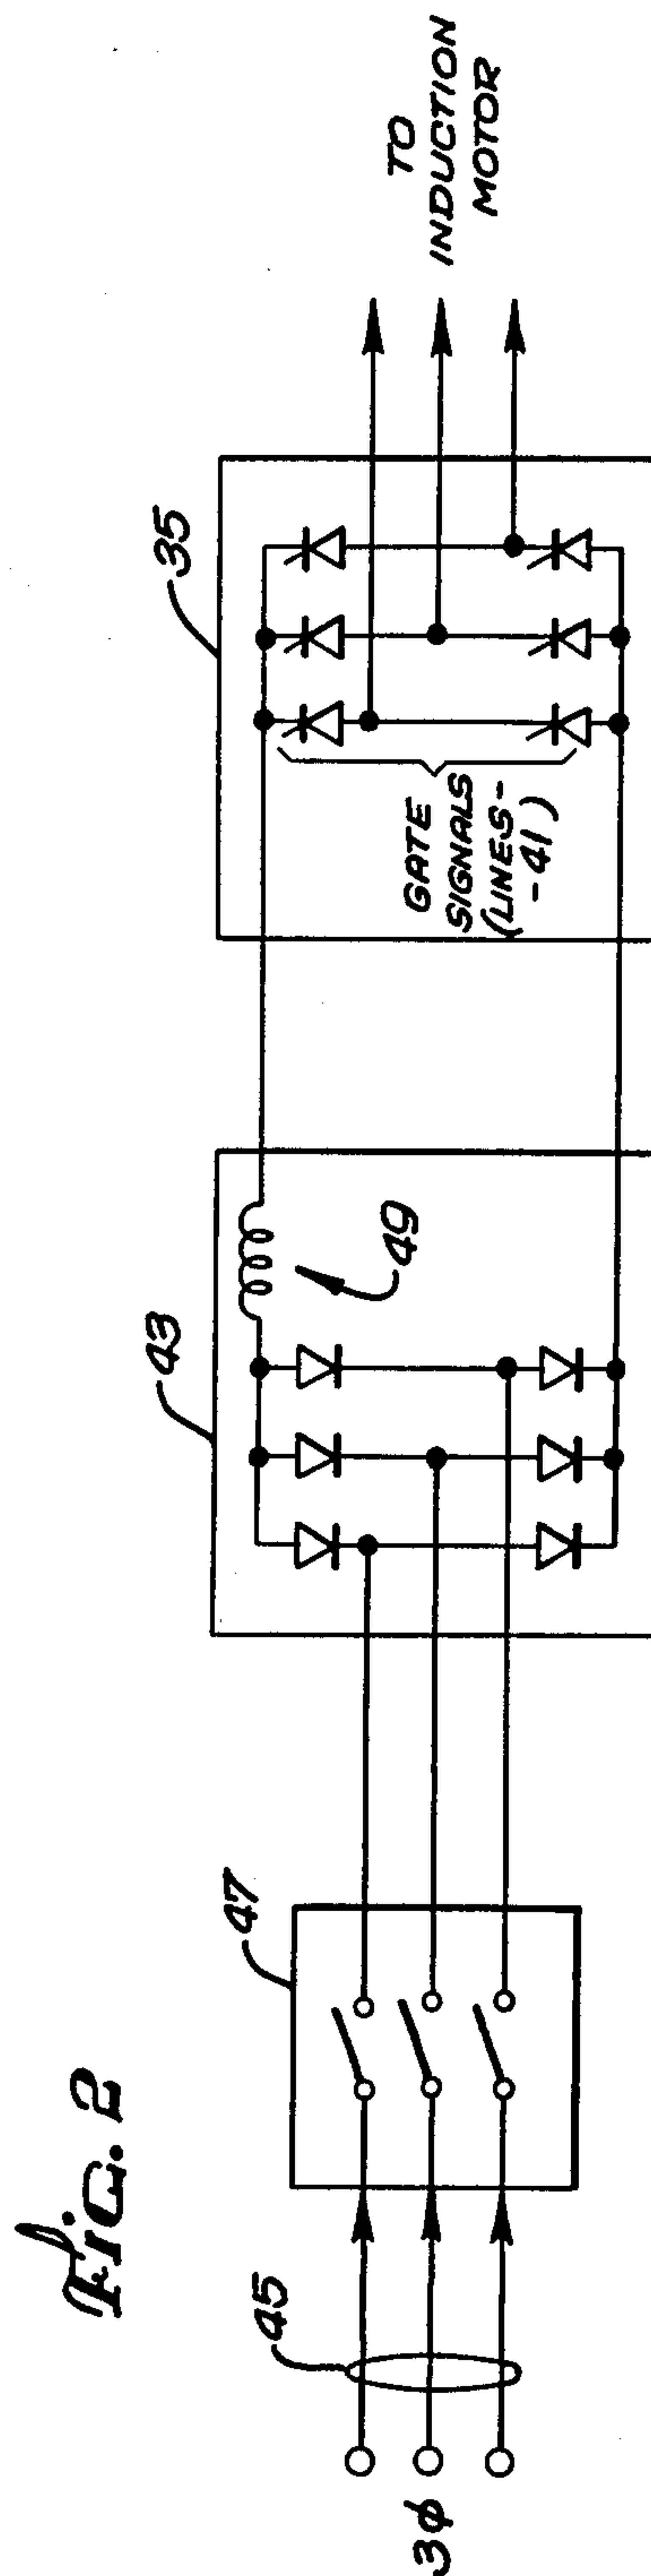 Fig. 2
3ϕ
45
47
43
49
35
GATE
SIGNALS
(LINES-
-41)
TO
INDUCTION
MOTOR